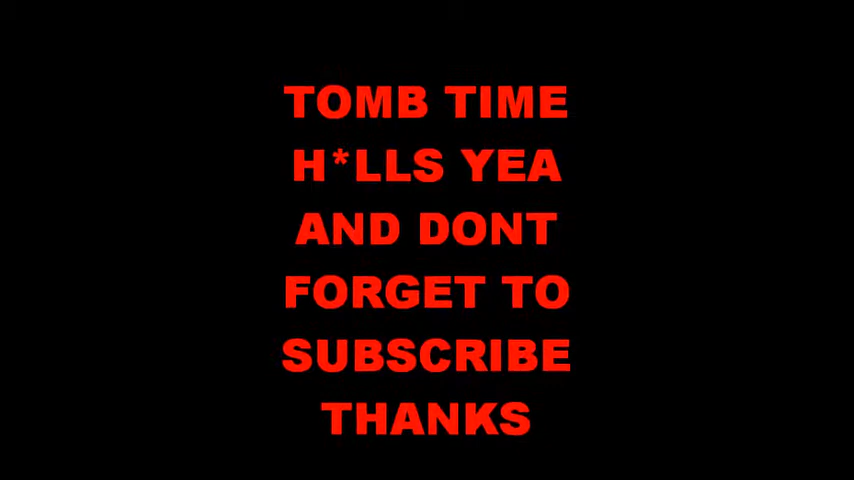 TOMB TIME
H*LLS YEA
AND DONT
FORGET TO
SUBSCRIBE
THANKS